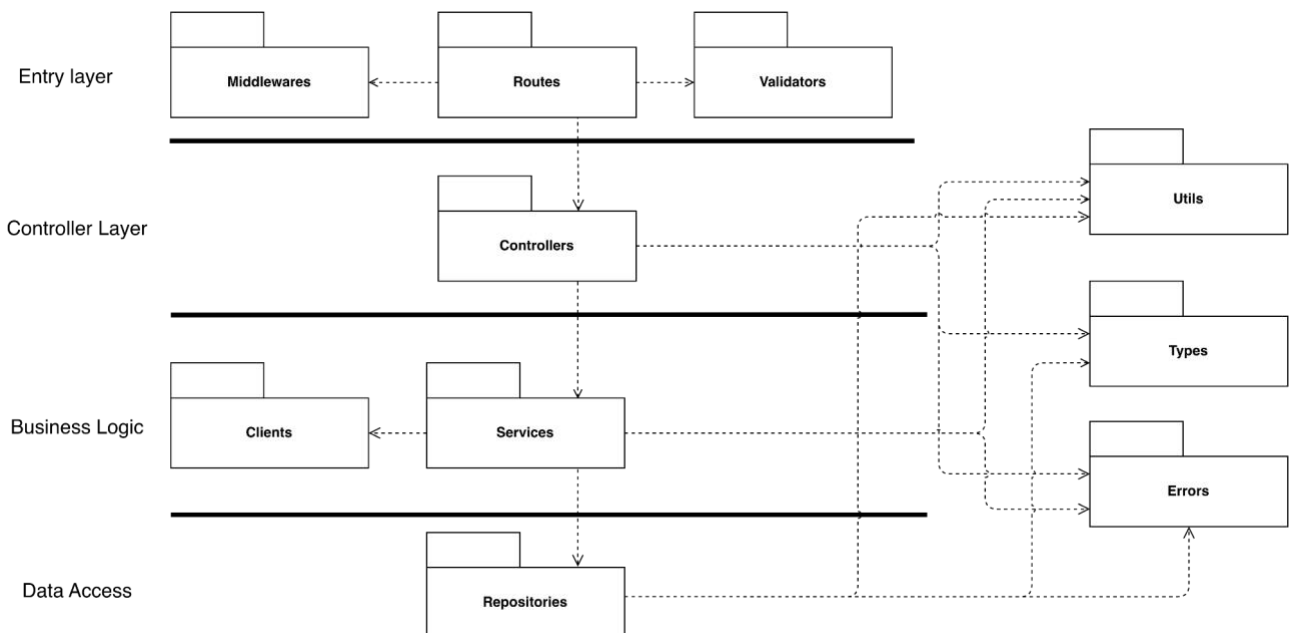 Entry layer
Middlewares
Routes
Validators
Utils
Controller Layer
Controllers
Types
Business Logic
Clients
Services
Errors
Data Access
Repositories